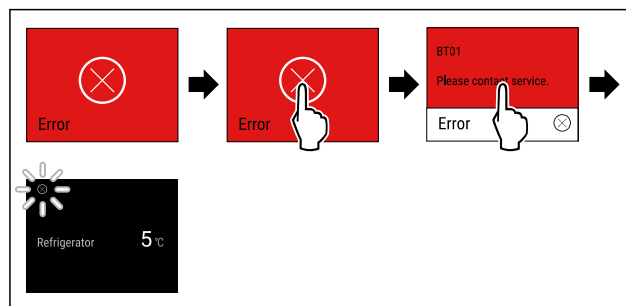 Error
Error
BT01
Please contact service.
Error
Refrigerator 5 °C